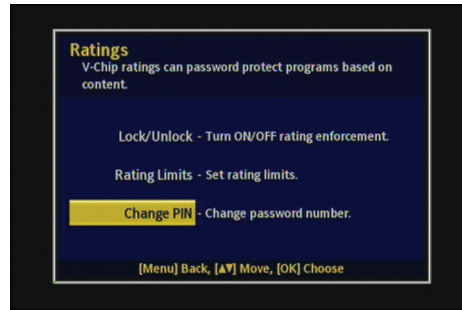 Ratings
V-Chip ratings can password protect programs based on
content.
Lock/Unlock - Turn ON/OFF rating enforcement.
Rating Limits - Set rating limits.
Change PIN - Change password number.
[Menu] Back, [▲▼] Move, [OK] Choose